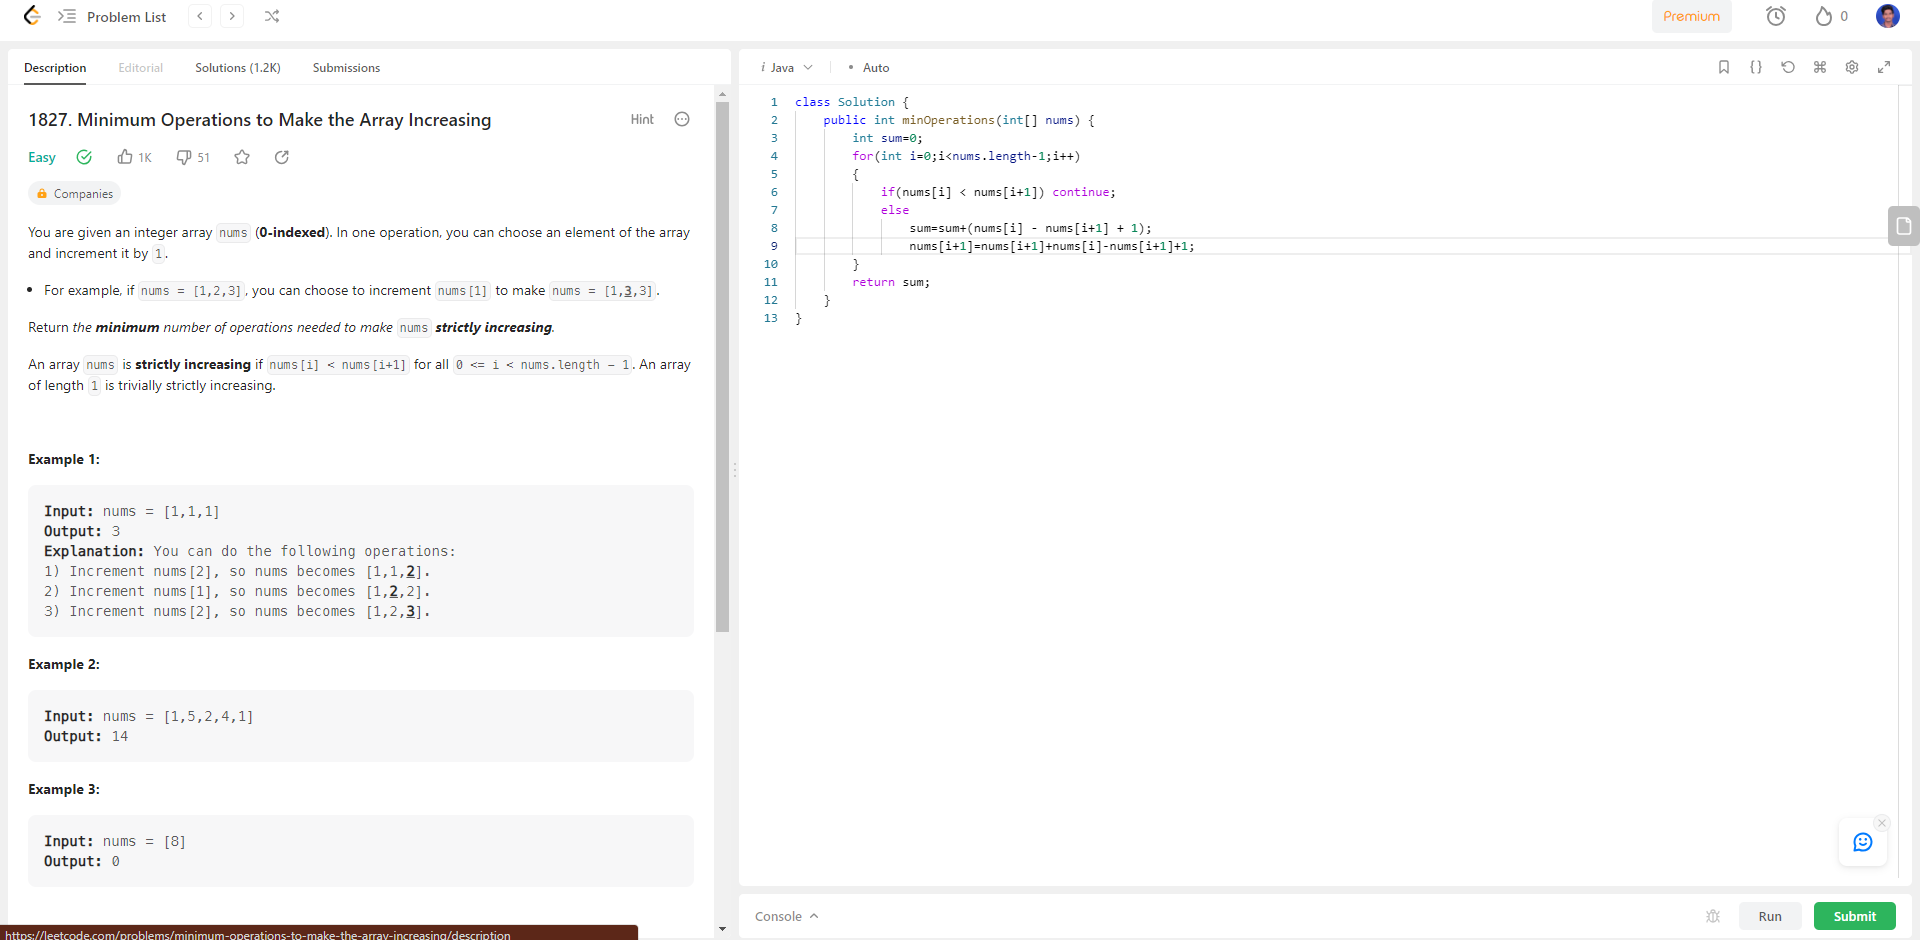 Problem List
Premium
0
Description
Editorial
Solutions (1.2K)
Submissions
1827. Minimum Operations to Make the Array Increasing
Hint
Easy
1K
51
Companies
You are given an integer array nums (0-indexed). In one operation, you can choose an element of the array
and increment it by 1.
• For example, if nums = [1,2,3], you can choose to increment nums[1] to make nums = [1,3,3].
Return the minimum number of operations needed to make nums strictly increasing.
An array nums is strictly increasing if nums[i] < nums[i+1] for all 0 <= i < nums.length - 1. An array
of length 1 is trivially strictly increasing.
Example 1:
Input: nums = [1,1,1]
Output: 3
Explanation: You can do the following operations:
1) Increment nums[2], so nums becomes [1,1,2].
2) Increment nums[1], so nums becomes [1,2,2].
3) Increment nums[2], so nums becomes [1,2,3].
Example 2:
Input: nums = [1,5,2,4,1]
Output: 14
Example 3:
Input: nums = [8]
Output: 0
https://leetcode.com/problems/minimum-operations-to-make-the-array-increasing/description
i Java
• Auto
1 class Solution {
2 public int minOperations(int[] nums) {
3 int sum=0;
4 for(int i=0;i<nums.length-1;i++)
5 {
6 if(nums[i] < nums[i+1]) continue;
7 else
8 sum=sum+(nums[i] - nums[i+1] + 1);
9 nums[i+1]=nums[i+1]+nums[i]-nums[i+1]+1;
10 }
11 return sum;
12 }
13 }
Console
Run
Submit